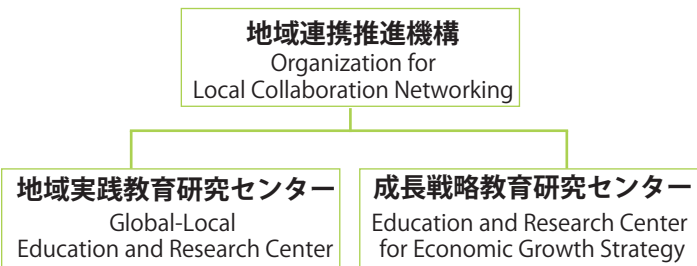 地域連携推進機構
Organization for
Local Collaboration Networking
地域実践教育研究センター
Global-Local
Education and Research Center
成長戦略教育研究センター
Education and Research Center
for Economic Growth Strategy